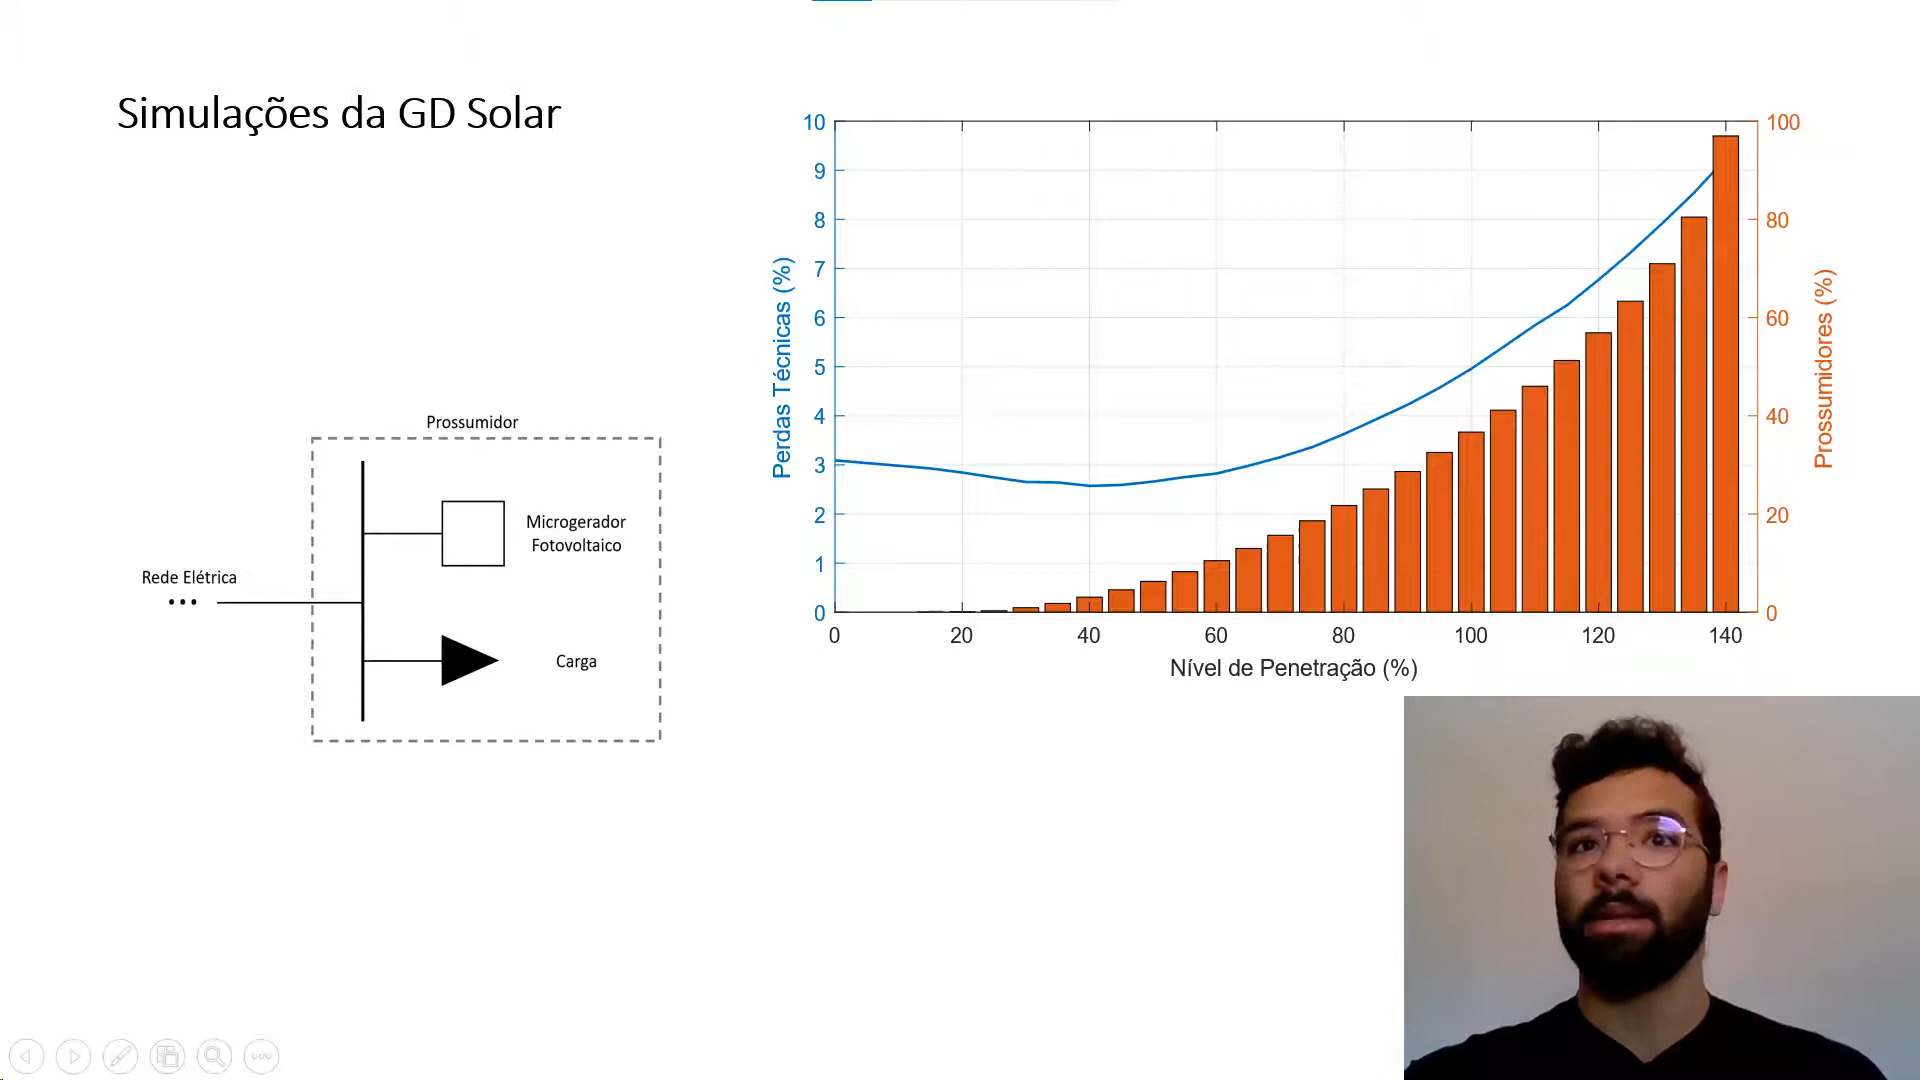 Simulações da GD Solar
Prossumidor
Microgerador
Fotovoltaico
Rede Elétrica
Carga
10
9
8
7
6
5
4
3
2
1
0
Perdas Técnicas (%)
100
80
60
40
20
0
Prossumidores (%)
0 20 40 60 80 100 120 140
Nível de Penetração (%)